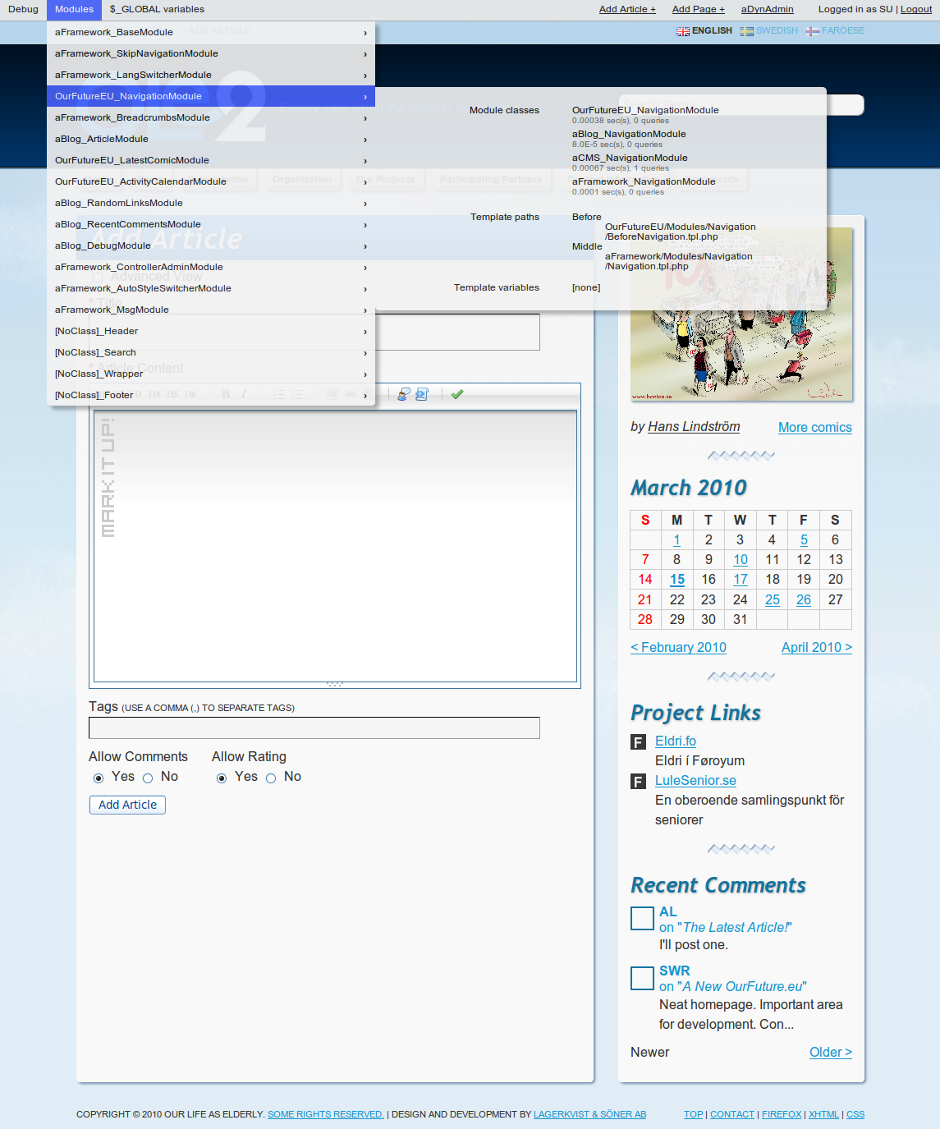 Debug Modules $_GLOBAL variables Add Article + Add Page + aDynAdmin Logged in as SU | Logout
ENGLISH SWEDISH FAROESE
aFramework_BaseModule ›
aFramework_SkipNavigationModule ›
aFramework_LangSwitcherModule ›
OurFutureEU_NavigationModule ›
aFramework_BreadcrumbsModule ›
aBlog_ArticleModule ›
OurFutureEU_LatestComicModule ›
OurFutureEU_ActivityCalendarModule ›
aBlog_RandomLinksModule ›
aBlog_RecentCommentsModule ›
aBlog_DebugModule ›
aFramework_ControllerAdminModule ›
aFramework_AutoStyleSwitcherModule ›
aFramework_MsgModule ›
[NoClass]_Header ›
[NoClass]_Search ›
[NoClass]_Wrapper ›
[NoClass]_Footer ›
Module classes
OurFutureEU_NavigationModule
0.00038 sec(s), 0 queries
aBlog_NavigationModule
8.0E-5 sec(s), 0 queries
aCMS_NavigationModule
0.00067 sec(s), 1 queries
aFramework_NavigationModule
0.0001 sec(s), 0 queries
Template paths
Before
OurFutureEU/Modules/Navigation
/BeforeNavigation.tpl.php
Middle
aFramework/Modules/Navigation
/Navigation.tpl.php
Template variables [none]
Organization
Our Projects
Participating Partners
Add Article
Advanced View
* Title
* Article Content
MARK IT UP!
Tags (USE A COMMA (,) TO SEPARATE TAGS)
Allow Comments Allow Rating
Yes No Yes No
Add Article
www.haston.se
by Hans Lindström More comics
March 2010
S M T W T F S
1 2 3 4 5 6
7 8 9 10 11 12 13
14 15 16 17 18 19 20
21 22 23 24 25 26 27
28 29 30 31
< February 2010 April 2010 >
Project Links
F Eldri.fo
Eldri í Føroyum
F LuleSenior.se
En oberoende samlingspunkt för
seniorer
Recent Comments
AL
on "The Latest Article!"
I'll post one.
SWR
on "A New OurFuture.eu"
Neat homepage. Important area
for development. Con...
Newer Older >
COPYRIGHT © 2010 OUR LIFE AS ELDERLY. SOME RIGHTS RESERVED. | DESIGN AND DEVELOPMENT BY LAGERKVIST & SÖNER AB TOP | CONTACT | FIREFOX | XHTML | CSS